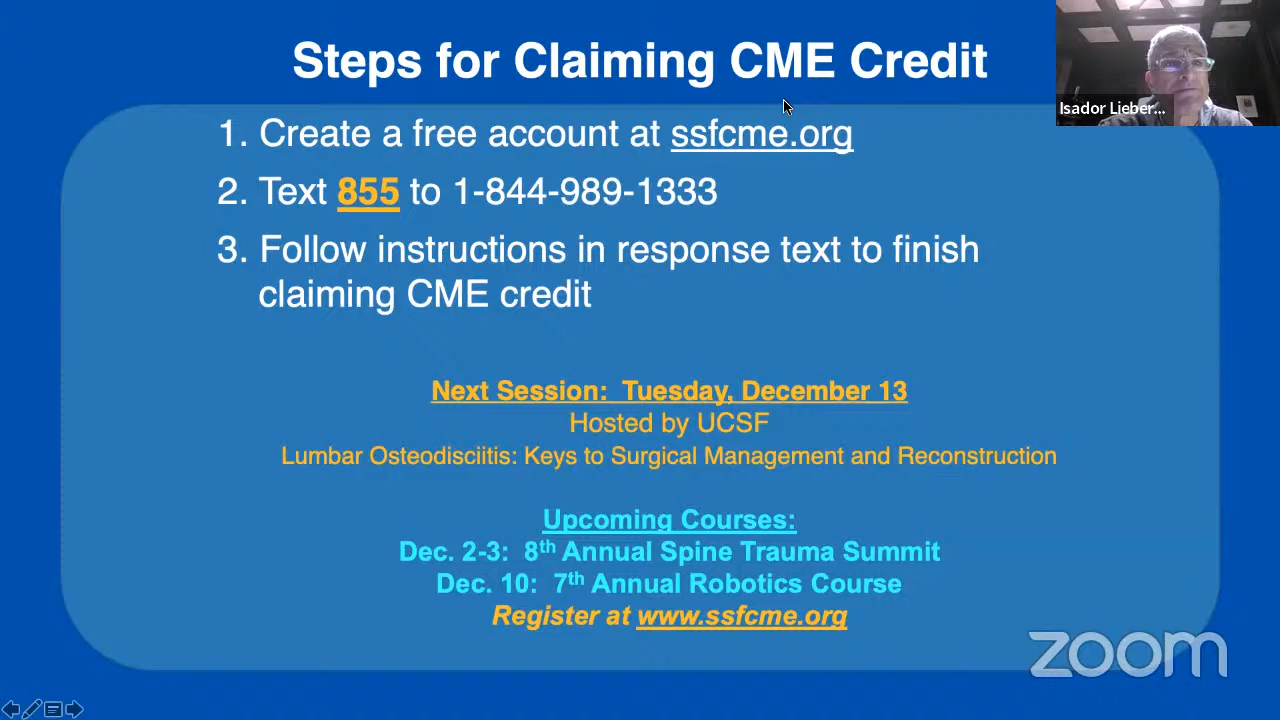 Steps for Claiming CME Credit
Isador Lieber...
1. Create a free account at ssfcme.org
2. Text 855 to 1-844-989-1333
3. Follow instructions in response text to finish
claiming CME credit
Next Session: Tuesday, December 13
Hosted by UCSF
Lumbar Osteodisciitis: Keys to Surgical Management and Reconstruction
Upcoming Courses:
Dec. 2-3: 8th Annual Spine Trauma Summit
Dec. 10: 7th Annual Robotics Course
Register at www.ssfcme.org
zoom